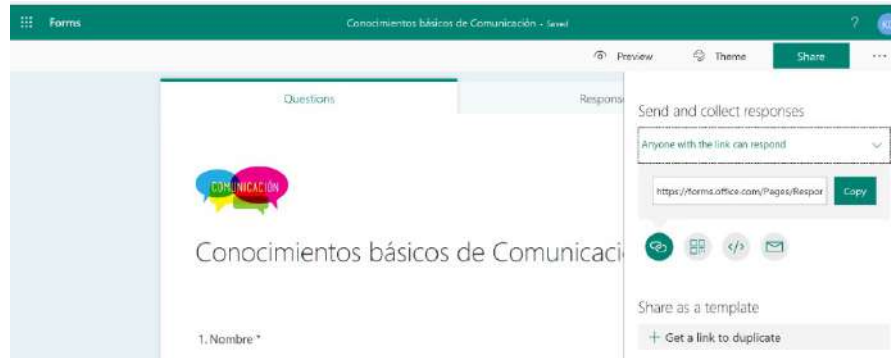 Forms
Conocimientos básicos de Comunicación - Saved
?
Preview
Theme
Share
...
Questions
Respons
Send and collect responses
Anyone with the link can respond
https://forms.office.com/Pages/Respor
Copy
COMUNICACIÓN
Conocimientos básicos de Comunicaci
</>
Share as a template
+ Get a link to duplicate
1. Nombre *